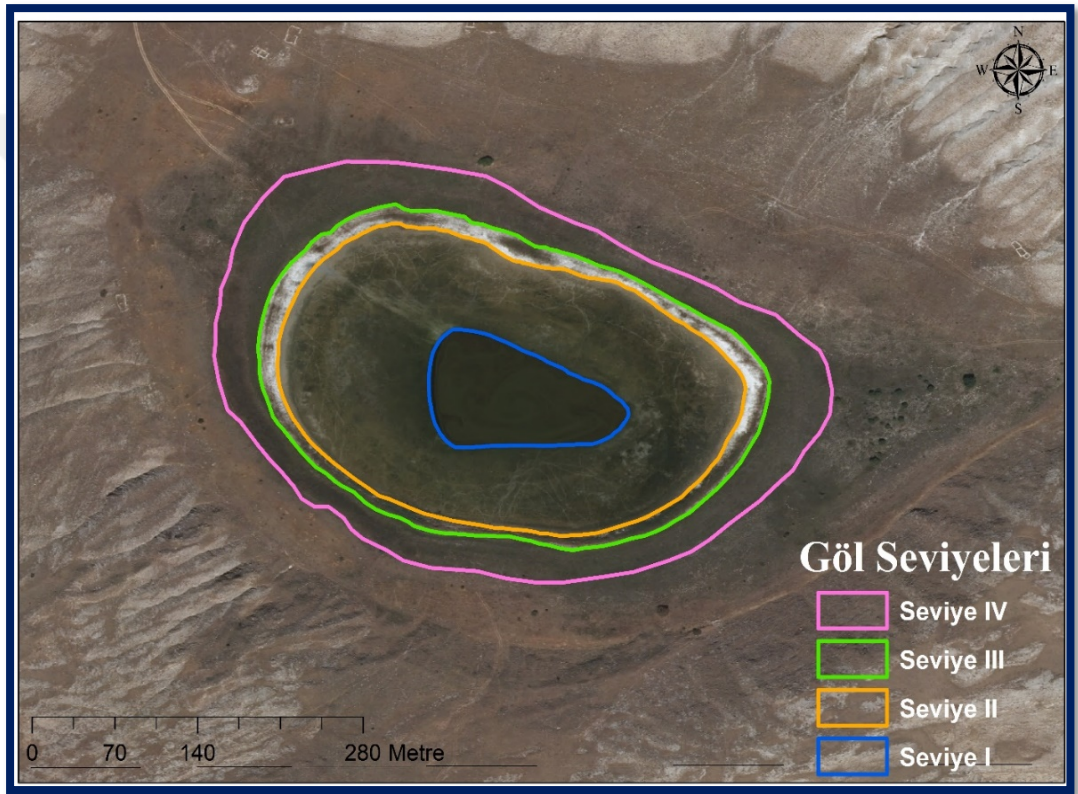 N
W E
S
Göl Seviyeleri
Seviye IV
Seviye III
Seviye II
Seviye I
0 70 140 280 Metre